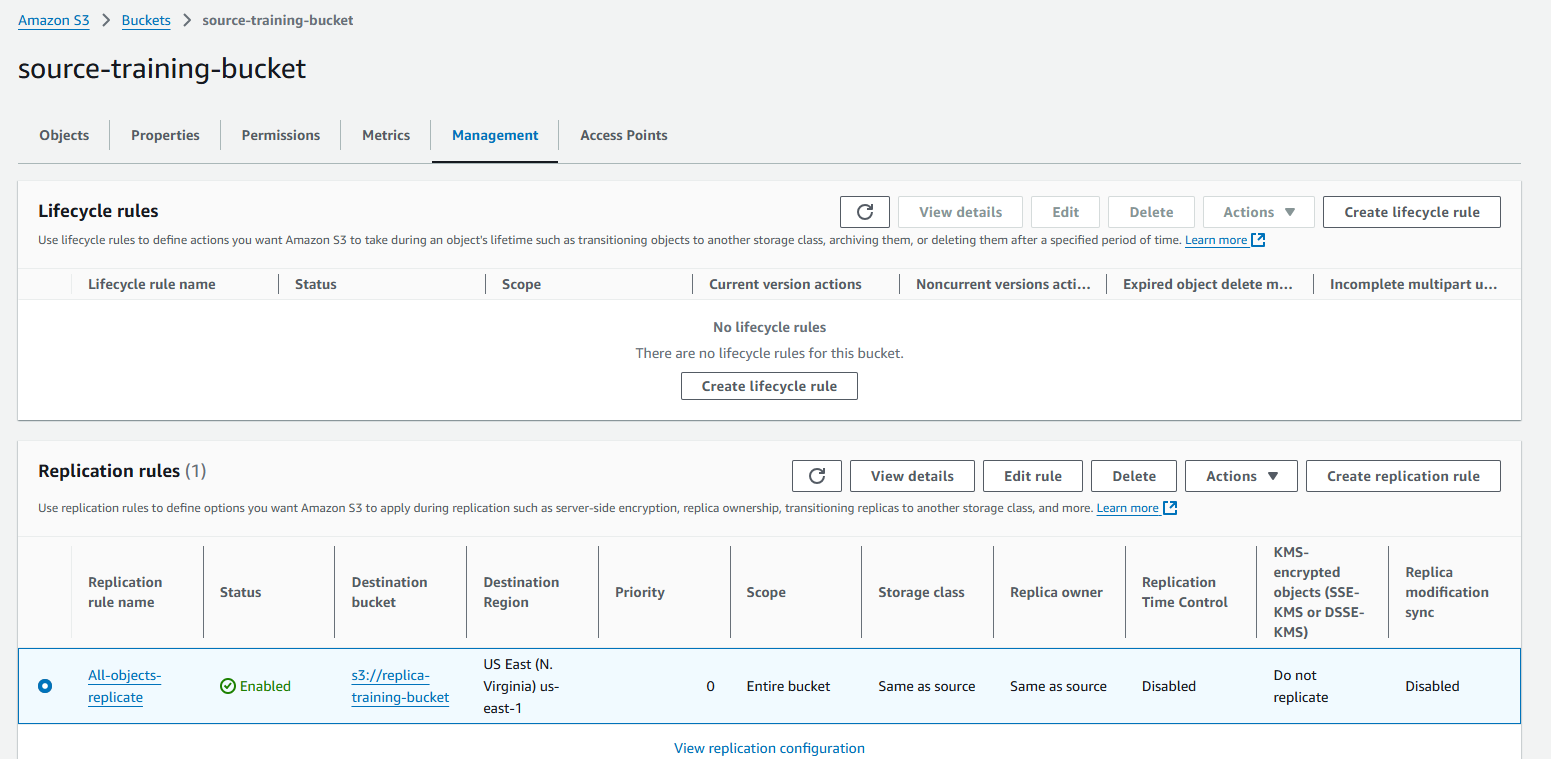 Amazon S3 > Buckets > source-training-bucket
source-training-bucket
Objects Properties Permissions Metrics Management Access Points
Lifecycle rules View details Edit Delete Actions Create lifecycle rule
Use lifecycle rules to define actions you want Amazon S3 to take during an object's lifetime such as transitioning objects to another storage class, archiving them, or deleting them after a specified period of time. Learn more
Lifecycle rule name Status Scope Current version actions Noncurrent versions acti... Expired object delete m... Incomplete multipart u...
No lifecycle rules
There are no lifecycle rules for this bucket.
Create lifecycle rule
Replication rules (1) View details Edit rule Delete Actions Create replication rule
Use replication rules to define options you want Amazon S3 to apply during replication such as server-side encryption, replica ownership, transitioning replicas to another storage class, and more. Learn more
Replication
rule name
Status
Destination
bucket
Destination
Region
Priority
Scope
Storage class
Replica owner
Replication
Time Control
KMS-
encrypted
objects (SSE-
KMS or DSSE-
KMS)
Replica
modification
sync
All-objects-
replicate
Enabled
s3://replica-
training-bucket
US East (N.
Virginia) us-
east-1
0
Entire bucket
Same as source
Same as source
Disabled
Do not
replicate
Disabled
View replication configuration